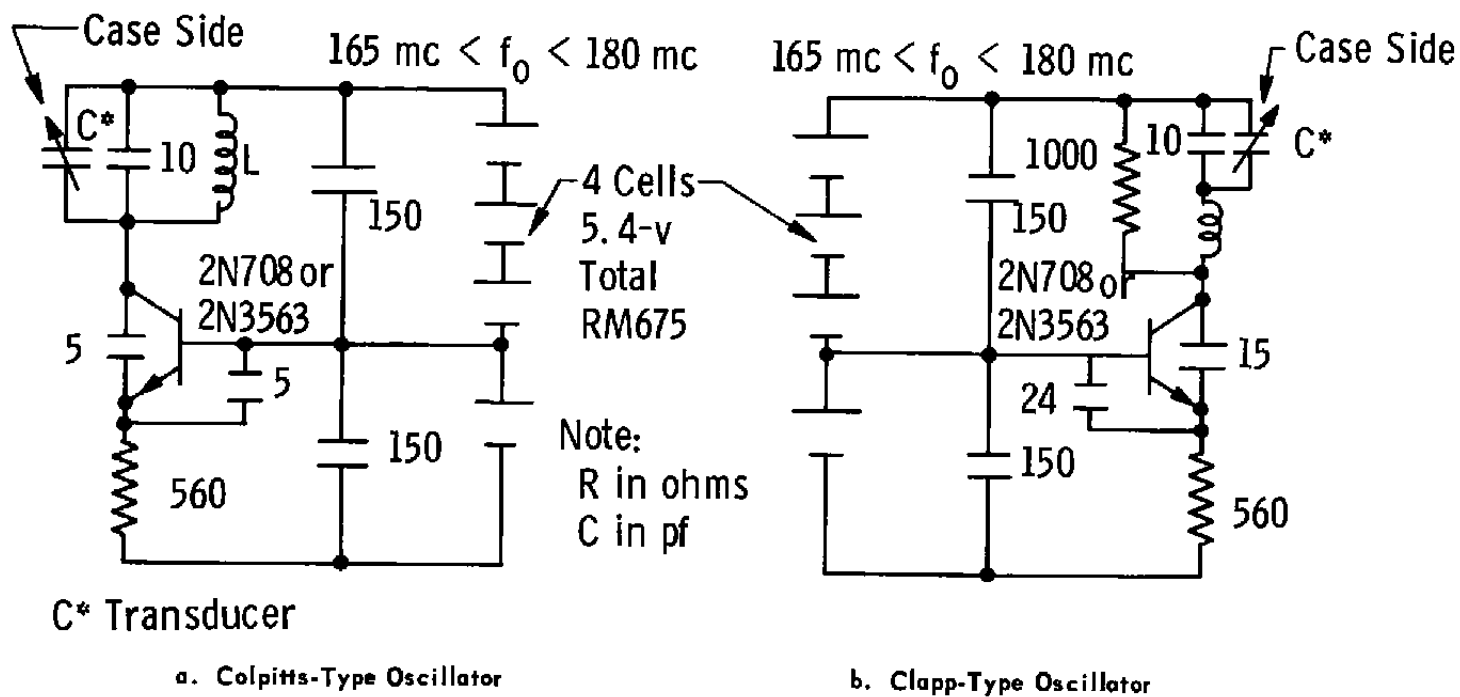 Case Side
165 mc < f₀ < 180 mc
C*
10
L
150
4 Cells
5.4-v
Total
RM675
2N708 or
2N3563
5
5
150
560
Note:
R in ohms
C in pf
C* Transducer
a. Colpitts-Type Oscillator
165 mc < f₀ < 180 mc
Case Side
1000
10
C*
150
2N708 or
2N3563
15
24
150
560
b. Clapp-Type Oscillator